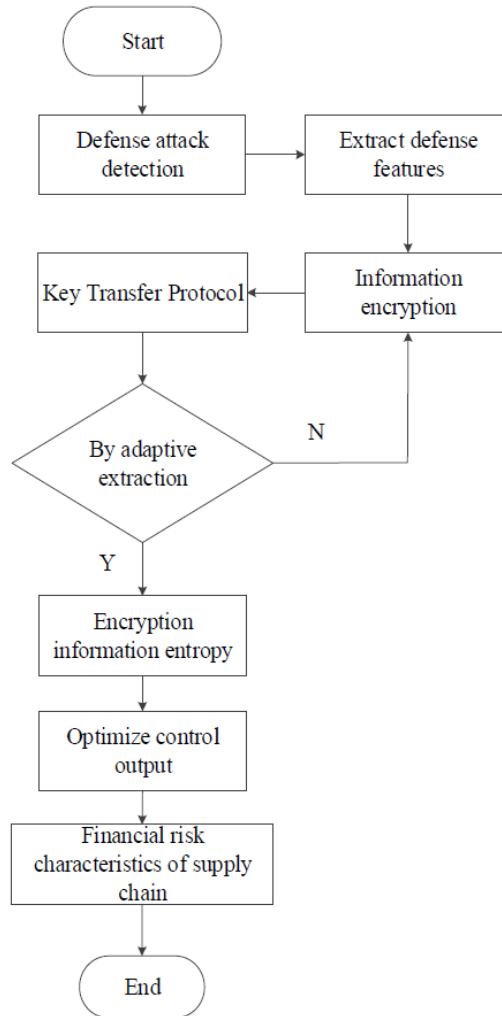 Start
Defense attack
detection
Extract defense
features
Information
encryption
Key Transfer Protocol
By adaptive
extraction
N
Y
Encryption
information entropy
Optimize control
output
Financial risk
characteristics of supply
chain
End